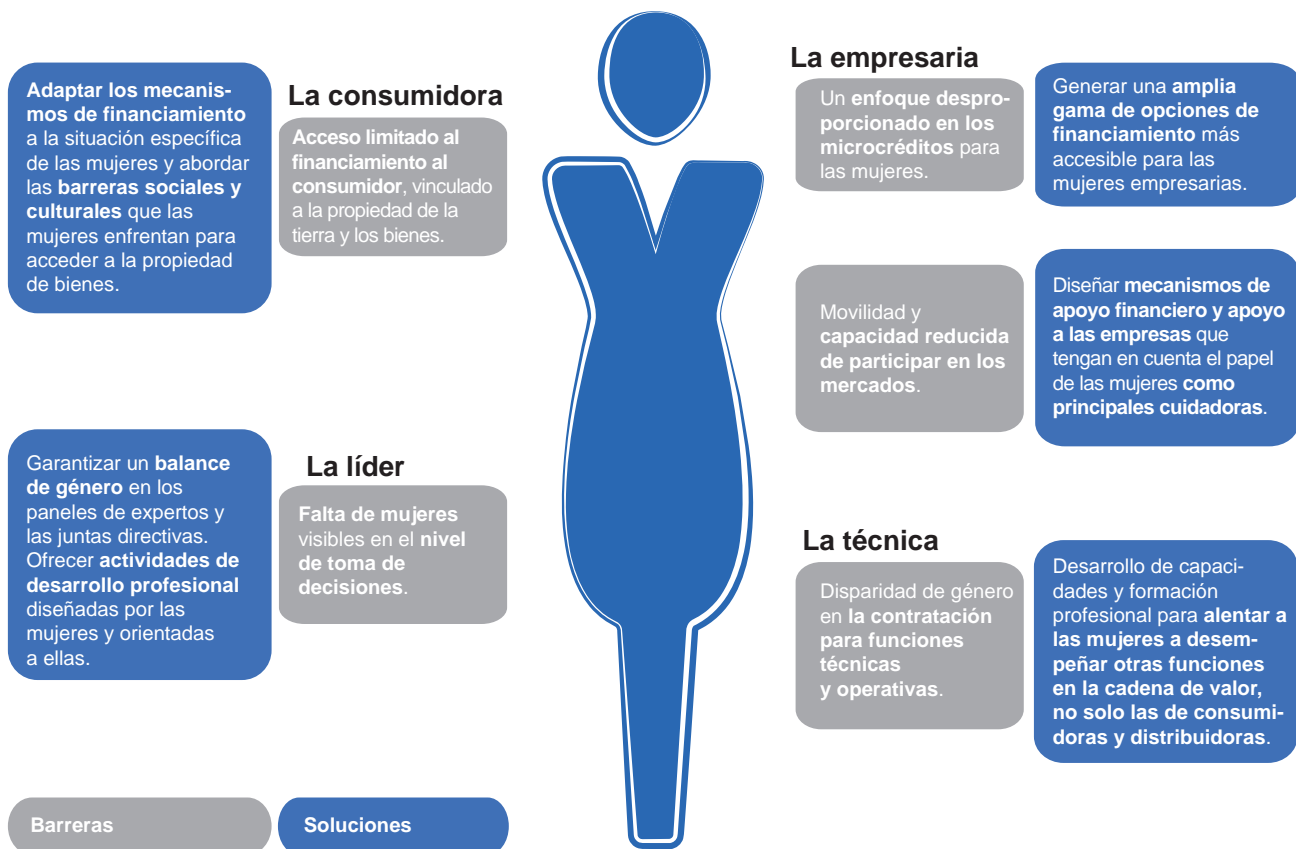 La consumidora
Adaptar los mecanis-
mos de financiamiento
a la situación específica
de las mujeres y abordar
las barreras sociales y
culturales que las
mujeres enfrentan para
acceder a la propiedad
de bienes.
Acceso limitado al
financiamiento al
consumidor, vinculado
a la propiedad de la
tierra y los bienes.
La líder
Garantizar un balance
de género en los
paneles de expertos y
las juntas directivas.
Ofrecer actividades de
desarrollo profesional
diseñadas por las
mujeres y orientadas
a ellas.
Falta de mujeres
visibles en el nivel
de toma de
decisiones.
La empresaria
Un enfoque despro-
porcionado en los
microcréditos para
las mujeres.
Generar una amplia
gama de opciones de
financiamiento más
accesible para las
mujeres empresarias.
Movilidad y
capacidad reducida
de participar en los
mercados.
Diseñar mecanismos de
apoyo financiero y apoyo
a las empresas que
tengan en cuenta el papel
de las mujeres como
principales cuidadoras.
La técnica
Disparidad de género
en la contratación
para funciones
técnicas
y operativas.
Desarrollo de capaci-
dades y formación
profesional para alentar a
las mujeres a desem-
peñar otras funciones
en la cadena de valor,
no solo las de consumi-
doras y distribuidoras.
Barreras
Soluciones